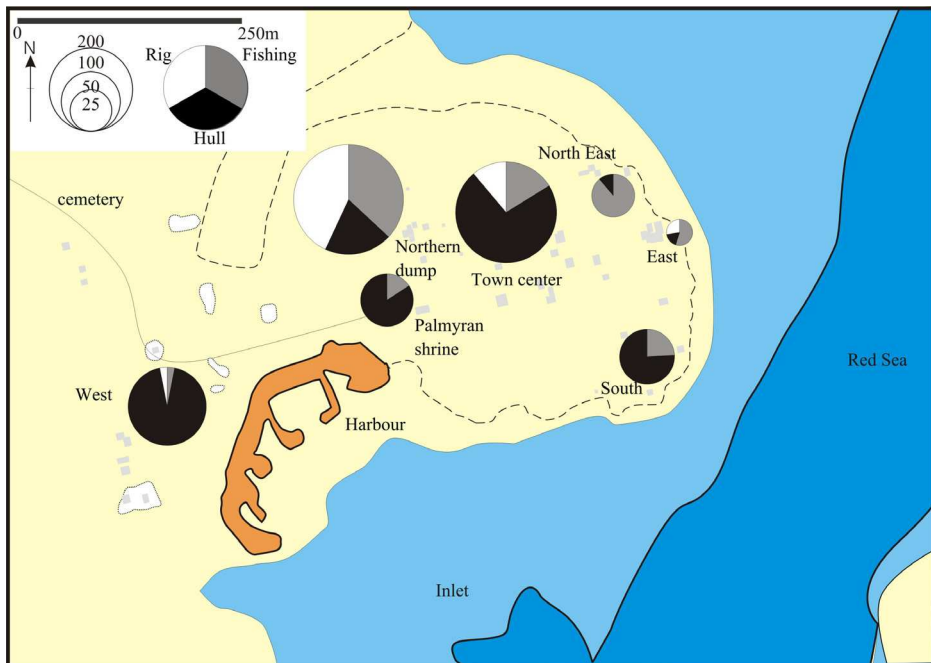 0
250m
N
200
100
50
25
Rig
Fishing
Hull
cemetery
North East
Northern
dump
Town center
East
Palmyran
shrine
South
Red Sea
West
Harbour
Inlet